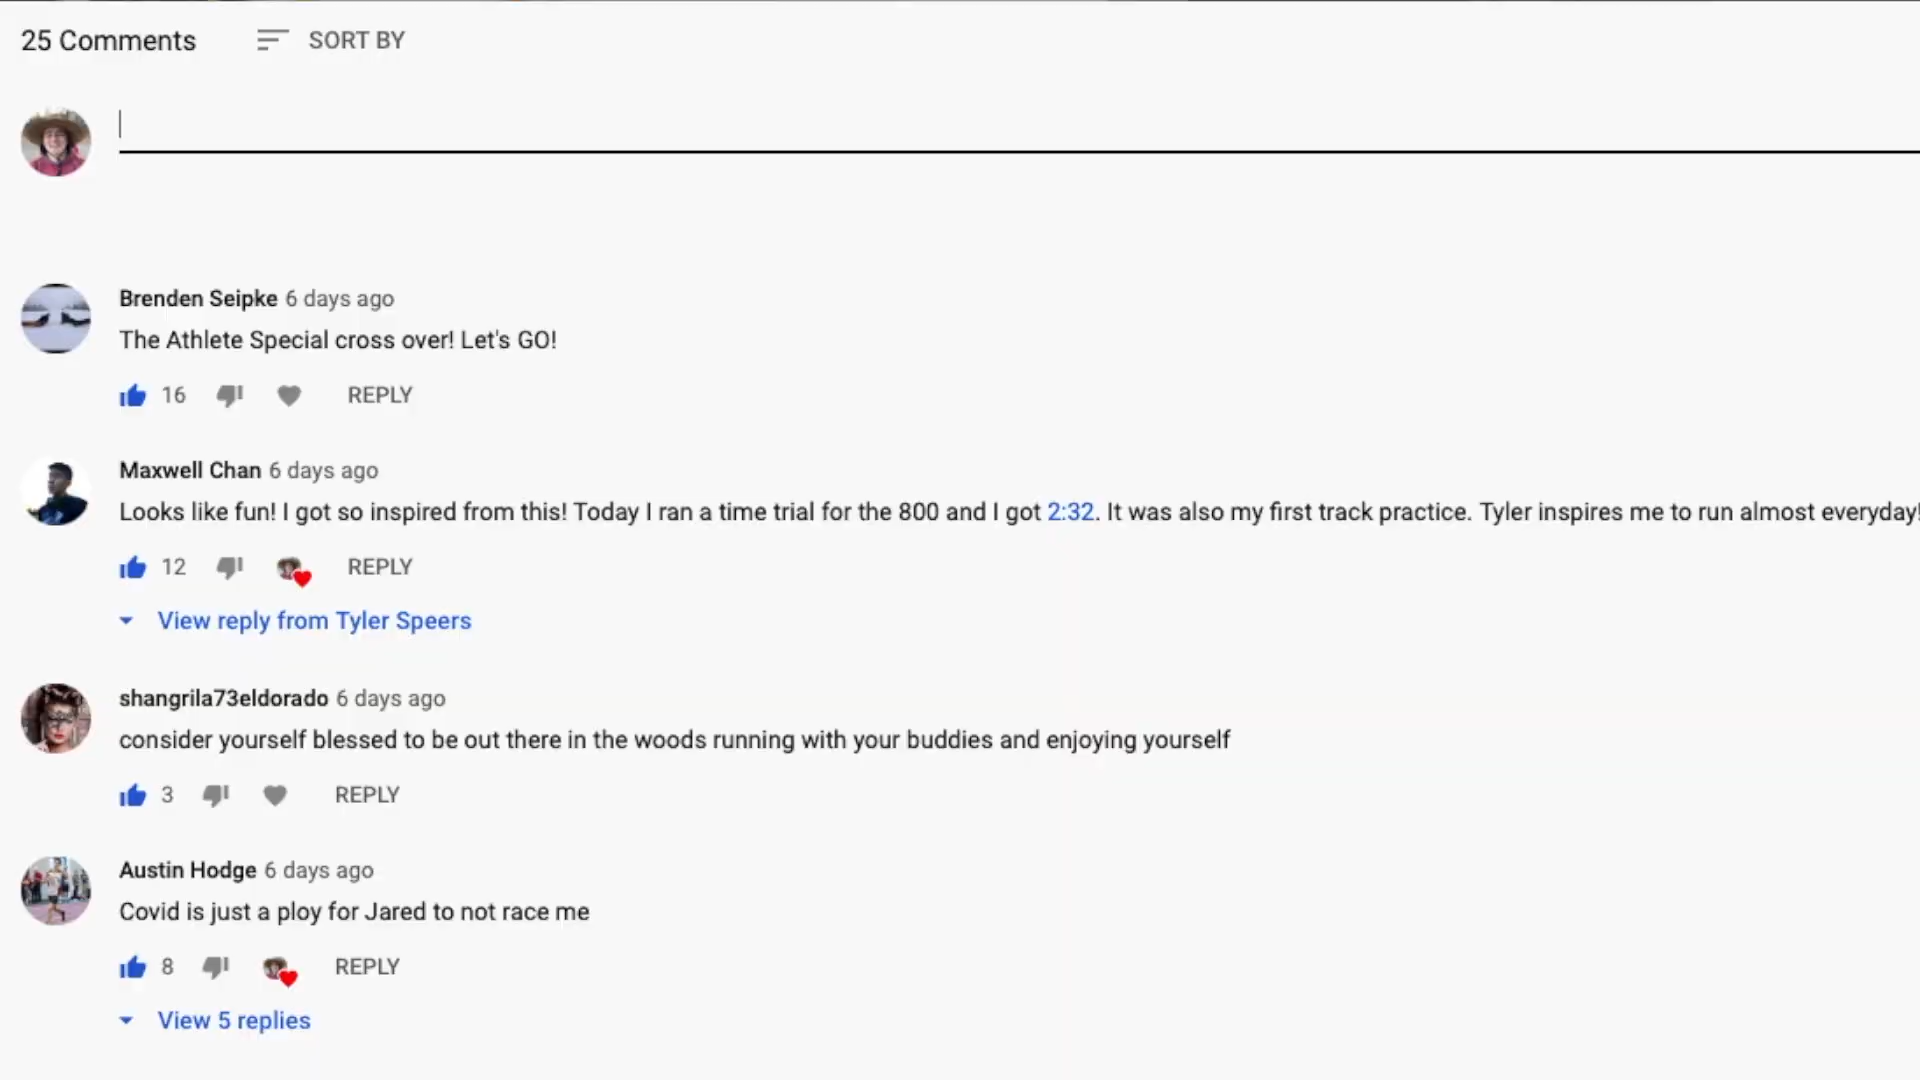 25 Comments SORT BY
Brenden Seipke 6 days ago
The Athlete Special cross over! Let's GO!
16 REPLY
Maxwell Chan 6 days ago
Looks like fun! I got so inspired from this! Today I ran a time trial for the 800 and I got 2:32. It was also my first track practice. Tyler inspires me to run almost everyday!
12 REPLY
View reply from Tyler Speers
shangrila73eldorado 6 days ago
consider yourself blessed to be out there in the woods running with your buddies and enjoying yourself
3 REPLY
Austin Hodge 6 days ago
Covid is just a ploy for Jared to not race me
8 REPLY
View 5 replies